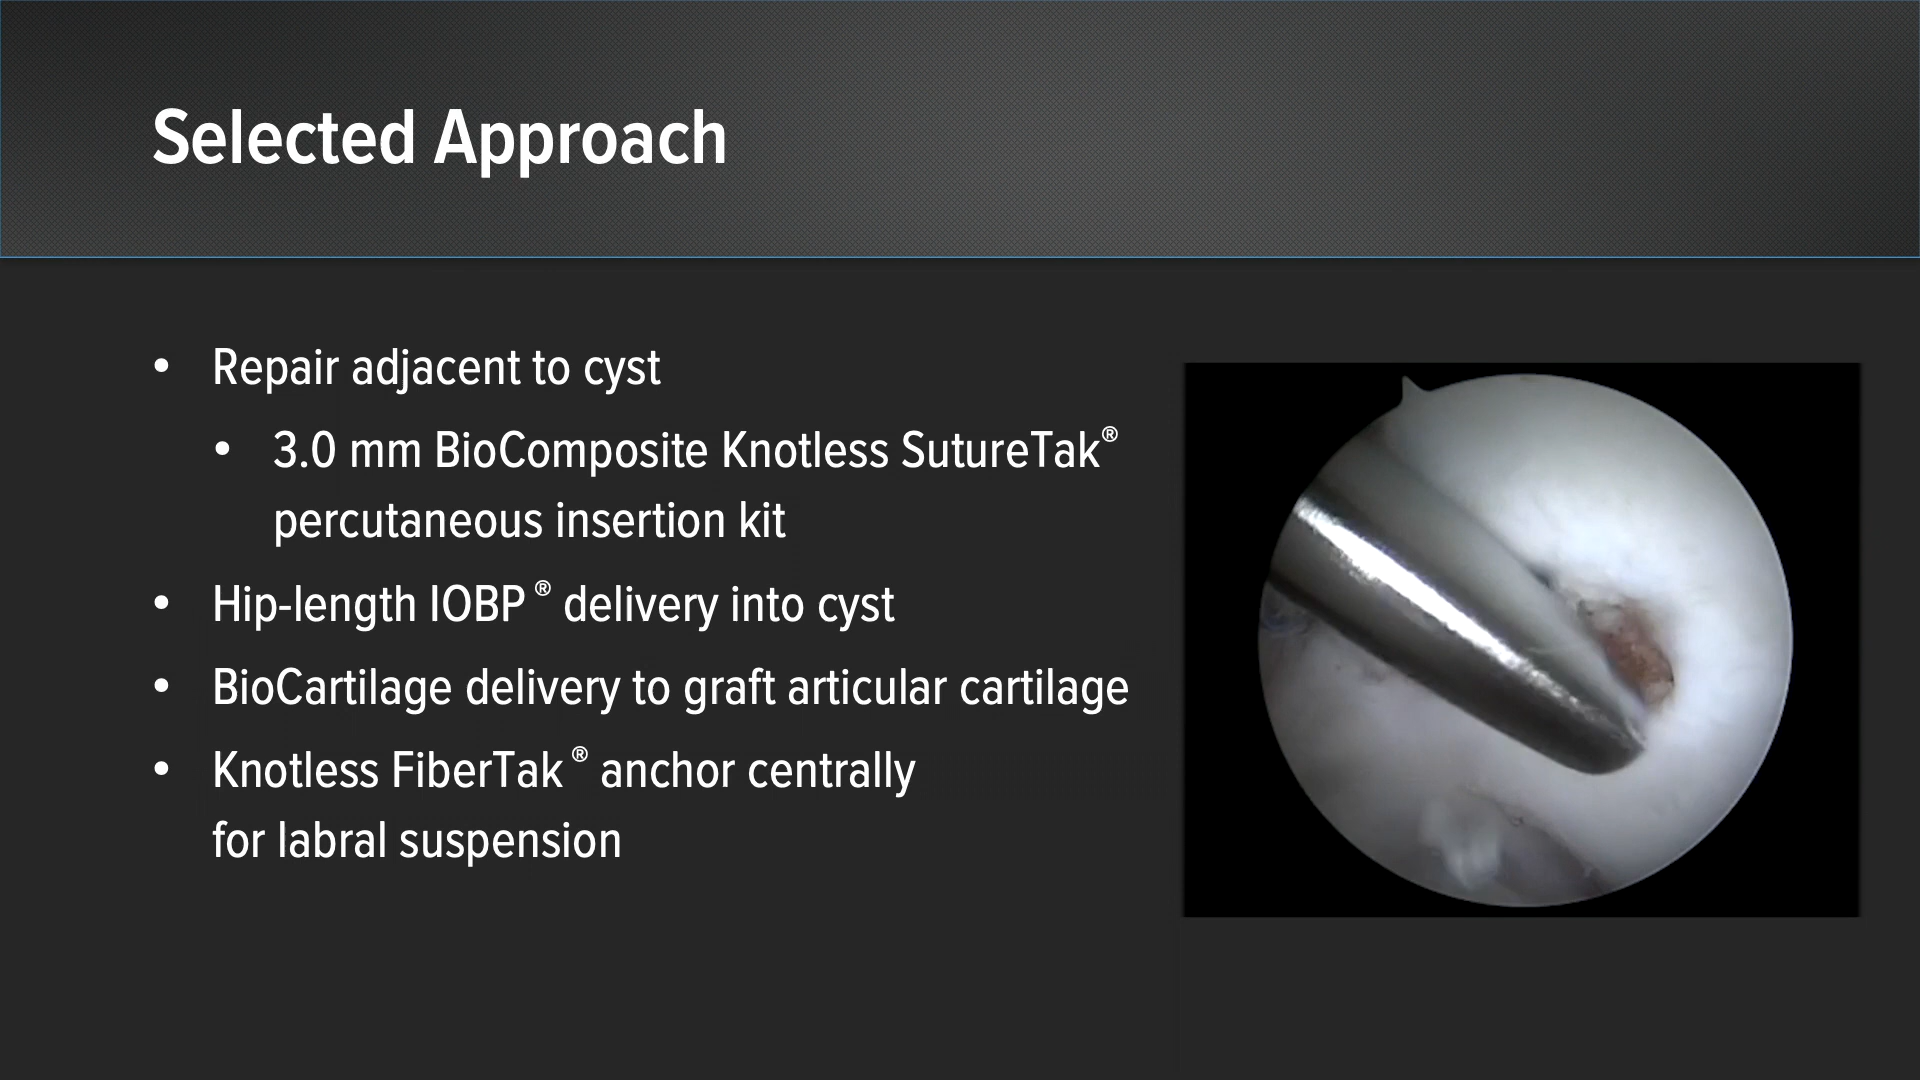 Selected Approach
• Repair adjacent to cyst
• 3.0 mm BioComposite Knotless SutureTak®
percutaneous insertion kit
• Hip-length IOBP ® delivery into cyst
• BioCartilage delivery to graft articular cartilage
• Knotless FiberTak ® anchor centrally
for labral suspension